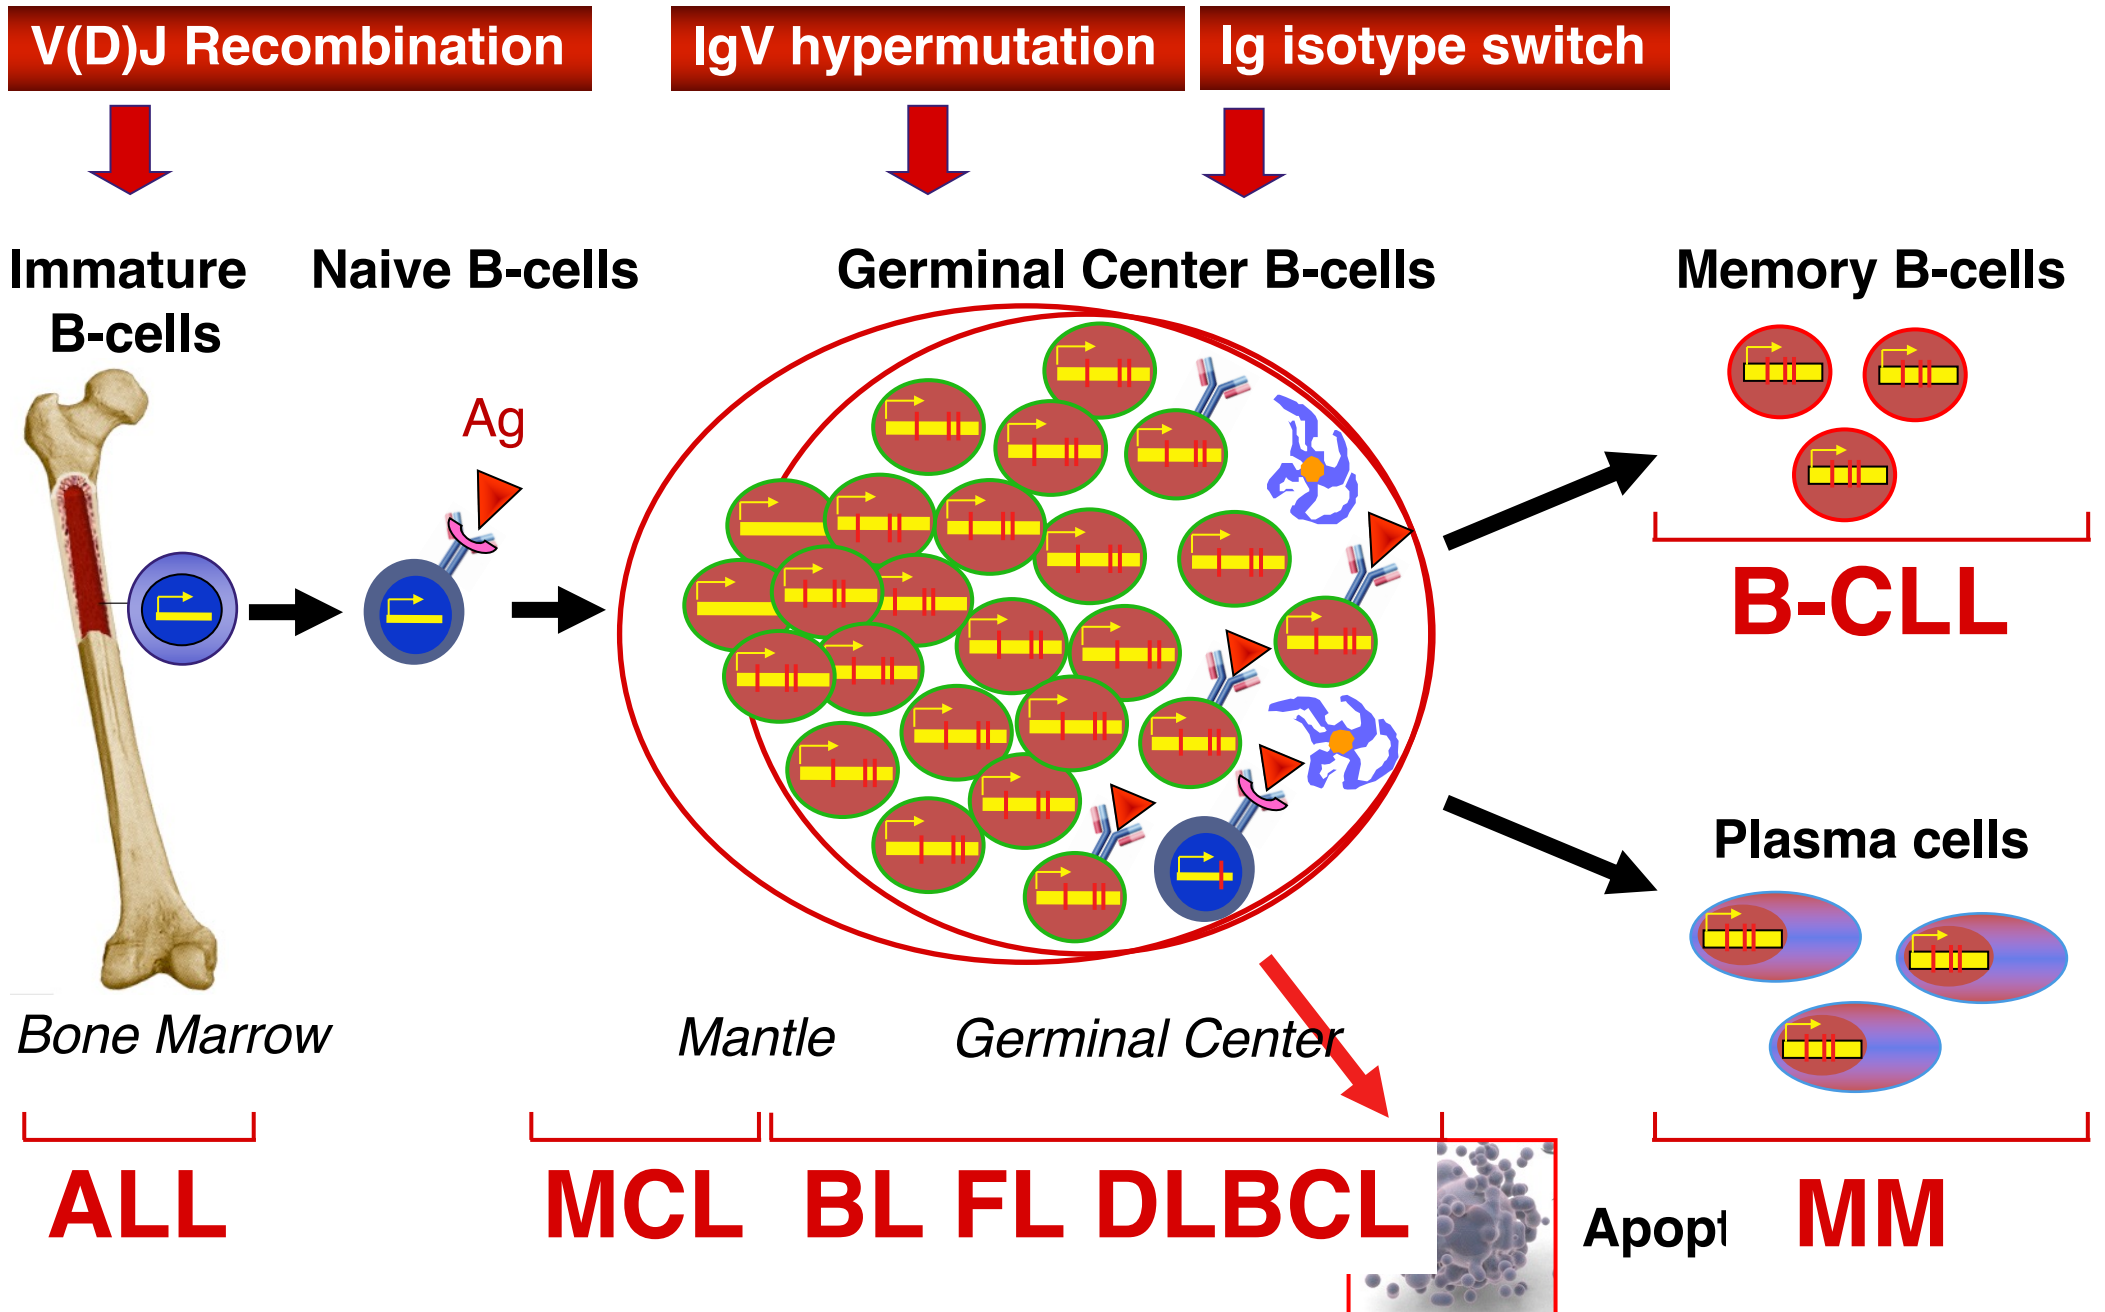 V(D)J Recombination
IgV hypermutation
Ig isotype switch
Immature
B-cells
Naive B-cells
Germinal Center B-cells
Memory B-cells
Ag
B-CLL
Plasma cells
Bone Marrow
Mantle
Germinal Center
ALL
MCL
BL FL DLBCL
Apopt
MM